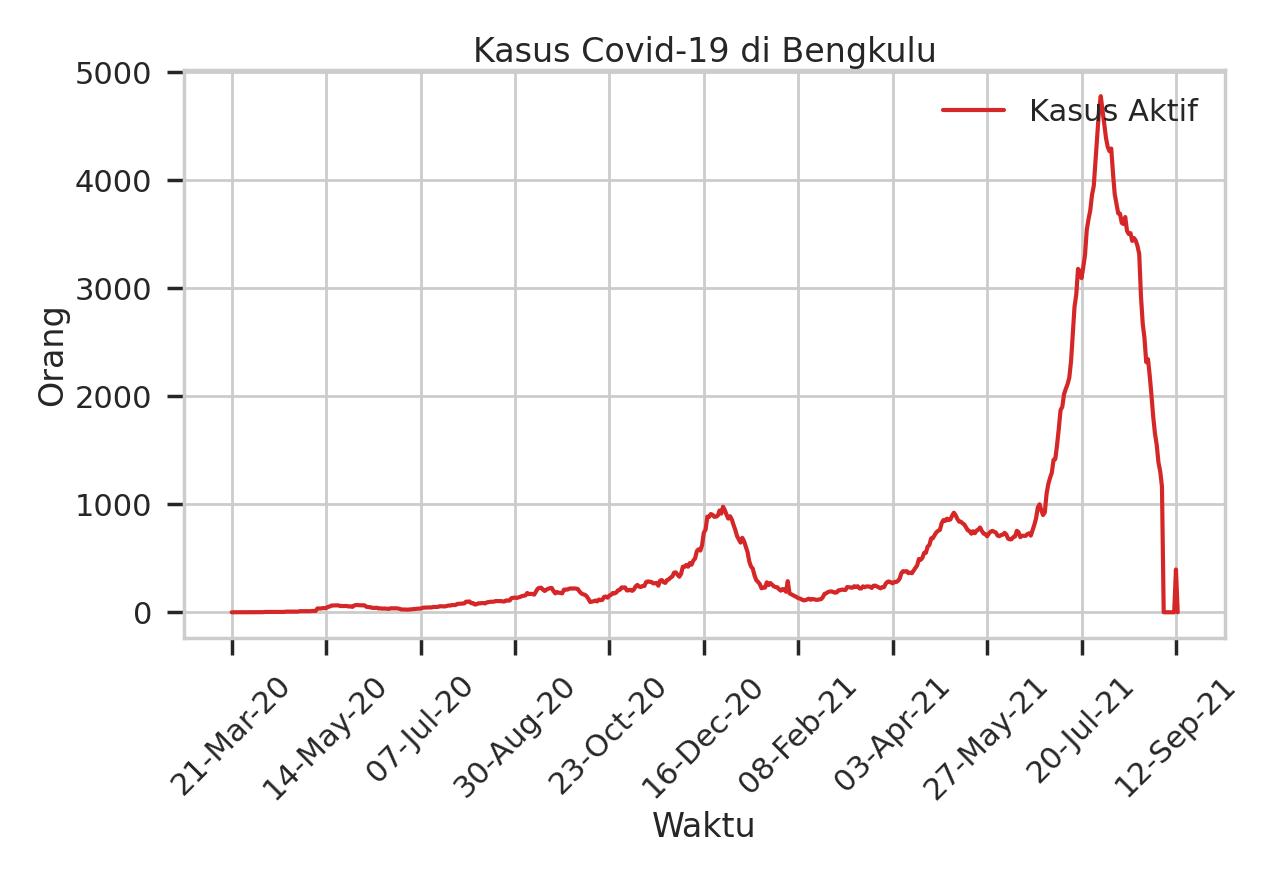 Kasus Covid-19 di Bengkulu
Kasus Aktif
Orang
5000
4000
3000
2000
1000
0
21-Mar-20
14-May-20
07-Jul-20
30-Aug-20
23-Oct-20
16-Dec-20
08-Feb-21
03-Apr-21
27-May-21
20-Jul-21
12-Sep-21
Waktu